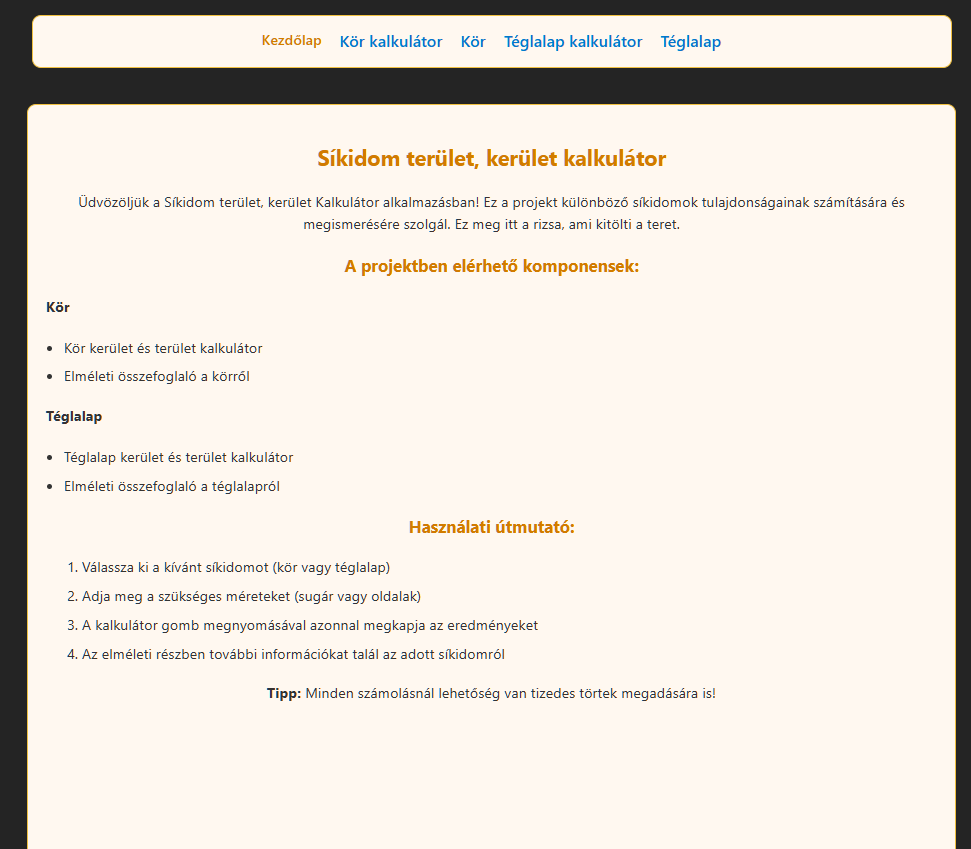 Kezdőlap Kör kalkulátor Kör Téglalap kalkulátor Téglalap
Síkidom terület, kerület kalkulátor
Üdvözöljük a Síkidom terület, kerület Kalkulátor alkalmazásban! Ez a projekt különböző síkidomok tulajdonságainak számítására és
megismerésére szolgál. Ez meg itt a rizsa, ami kitölti a teret.
A projektben elérhető komponensek:
Kör
• Kör kerület és terület kalkulátor
• Elméleti összefoglaló a körről
Téglalap
• Téglalap kerület és terület kalkulátor
• Elméleti összefoglaló a téglalapról
Használati útmutató:
1. Válassza ki a kívánt síkidomot (kör vagy téglalap)
2. Adja meg a szükséges méreteket (sugár vagy oldalak)
3. A kalkulátor gomb megnyomásával azonnal megkapja az eredményeket
4. Az elméleti részben további információkat talál az adott síkidomról
Tipp: Minden számolásnál lehetőség van tizedes törtek megadására is!